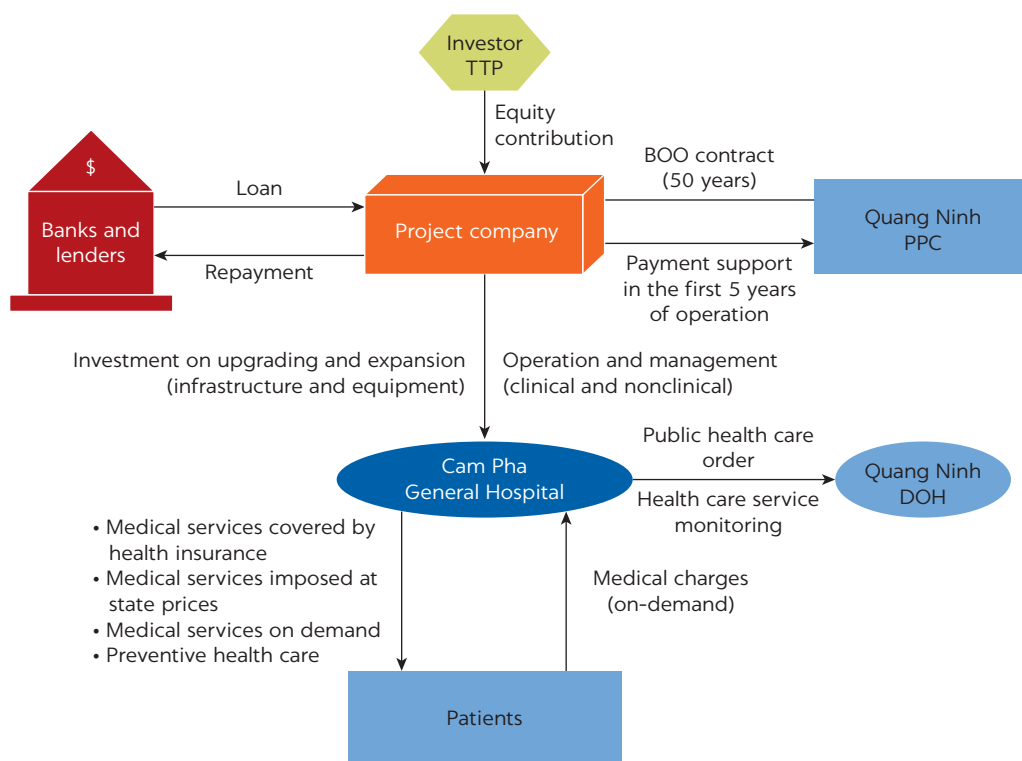 Investor
TTP
Equity
contribution
$
Banks and
lenders
Loan
Repayment
Project company
BOO contract
(50 years)
Payment support
in the first 5 years
of operation
Quang Ninh
PPC
Investment on upgrading and expansion
(infrastructure and equipment)
Operation and management
(clinical and nonclinical)
Cam Pha
General Hospital
Public health care
order
Health care service
monitoring
Quang Ninh
DOH
• Medical services covered by
health insurance
• Medical services imposed at
state prices
• Medical services on demand
• Preventive health care
Medical charges
(on-demand)
Patients